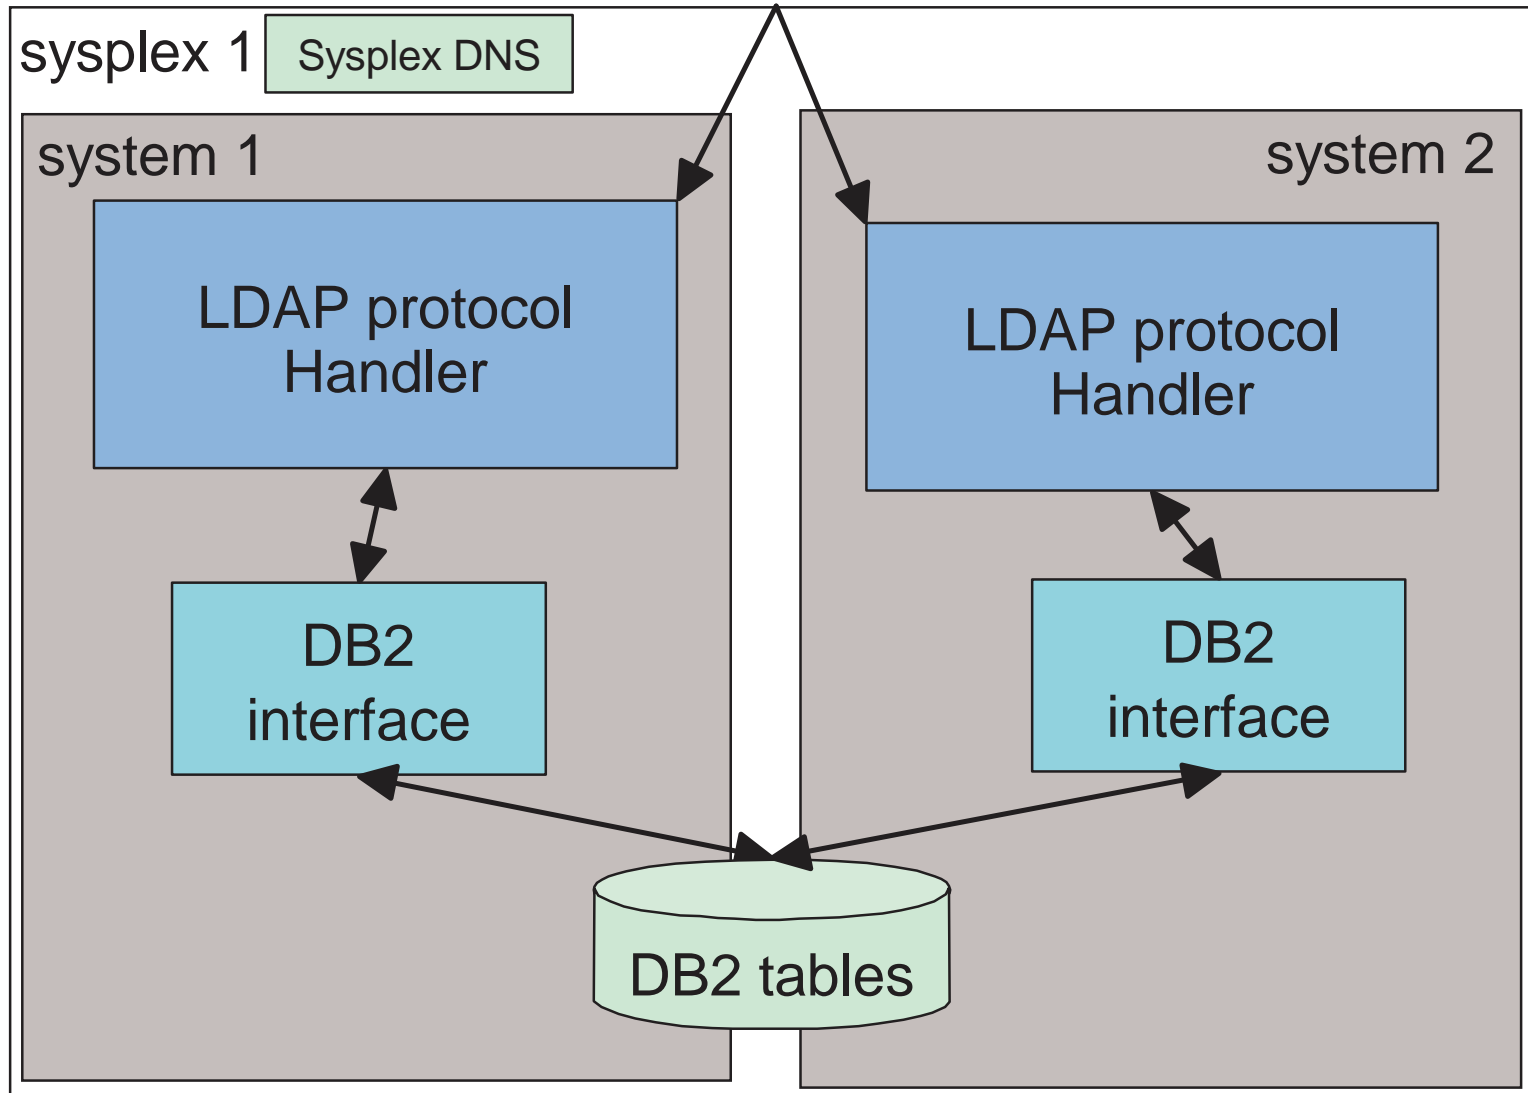 sysplex 1
Sysplex DNS
system 1
system 2
LDAP protocol
Handler
LDAP protocol
Handler
DB2
interface
DB2
interface
DB2 tables